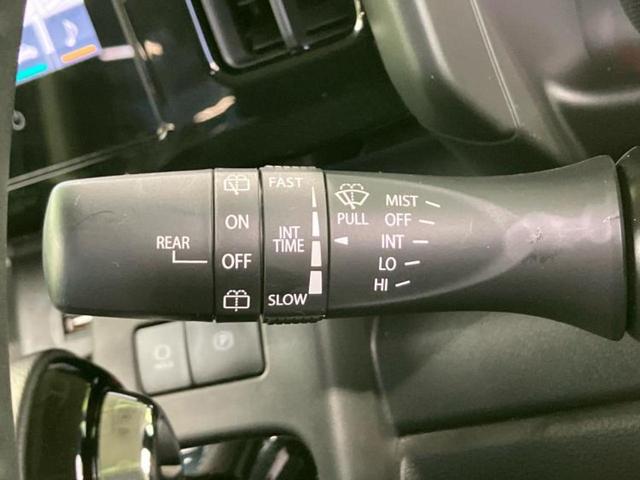 REAR
ON
OFF
FAST
INT
TIME
SLOW
PULL
MIST
OFF
INT
LO
HI